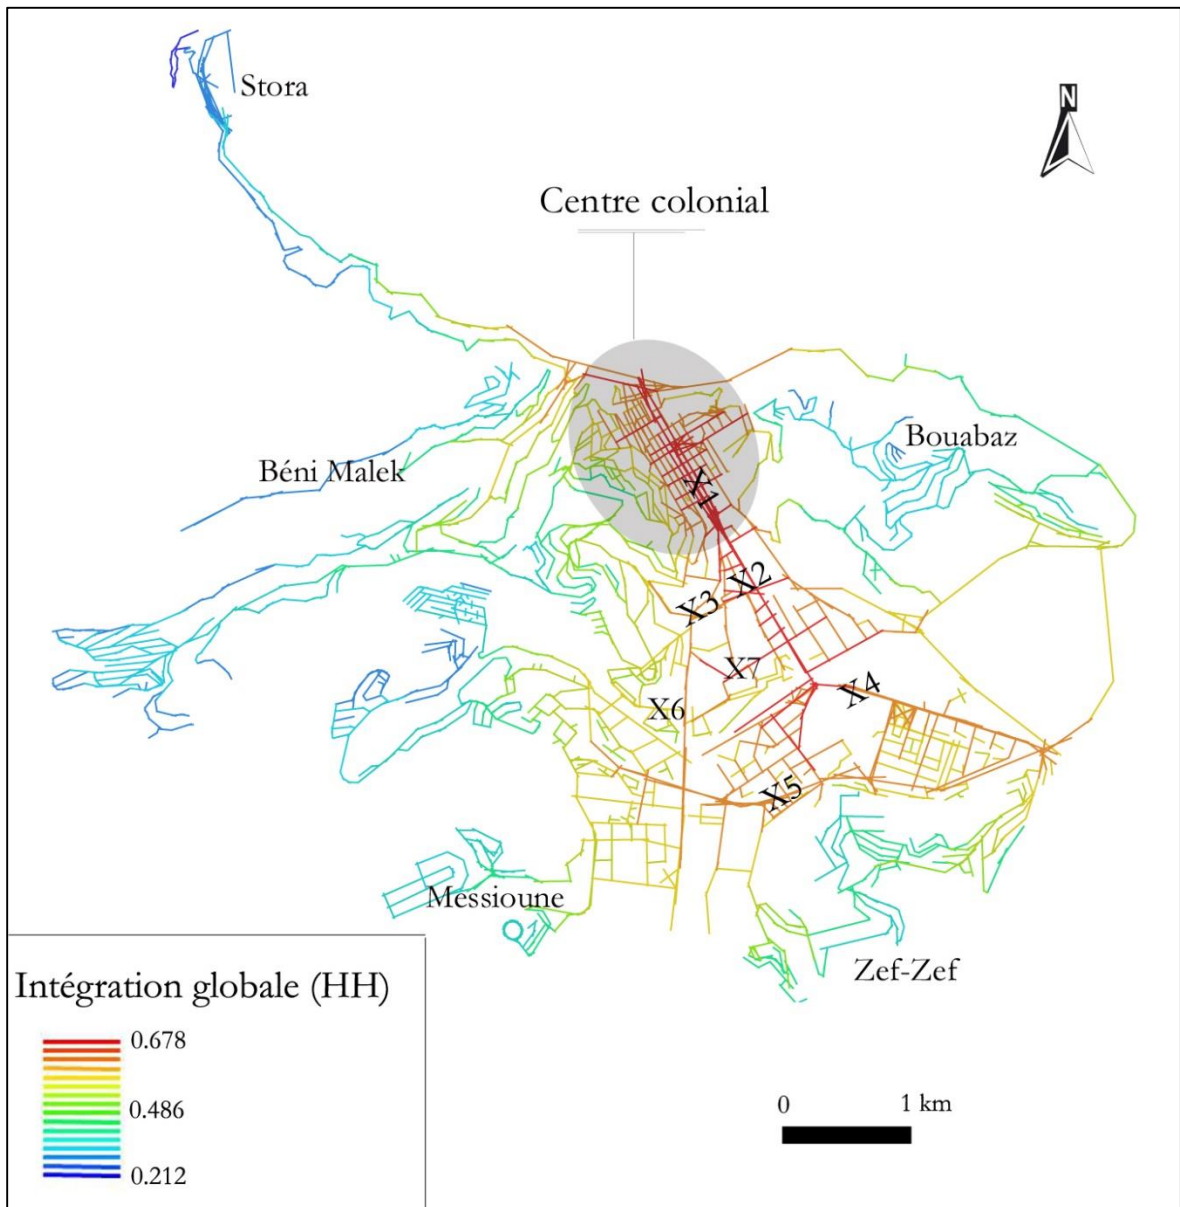 N
Stora
Centre colonial
Bouabaz
Béni Malek
X1
X2
X3
X7
X4
X6
X5
Messioune
Zef-Zef
Intégration globale (HH)
0.678
0.486
0.212
0 1 km